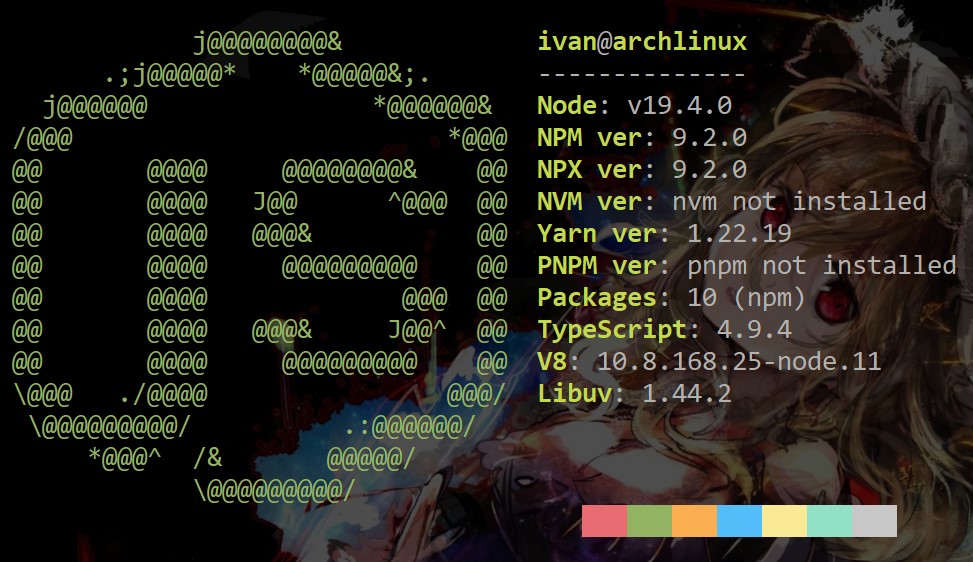 ivan@archlinux
--------------
Node: v19.4.0
NPM ver: 9.2.0
NPX ver: 9.2.0
NVM ver: nvm not installed
Yarn ver: 1.22.19
PNPM ver: pnpm not installed
Packages: 10 (npm)
TypeScript: 4.9.4
V8: 10.8.168.25-node.11
Libuv: 1.44.2